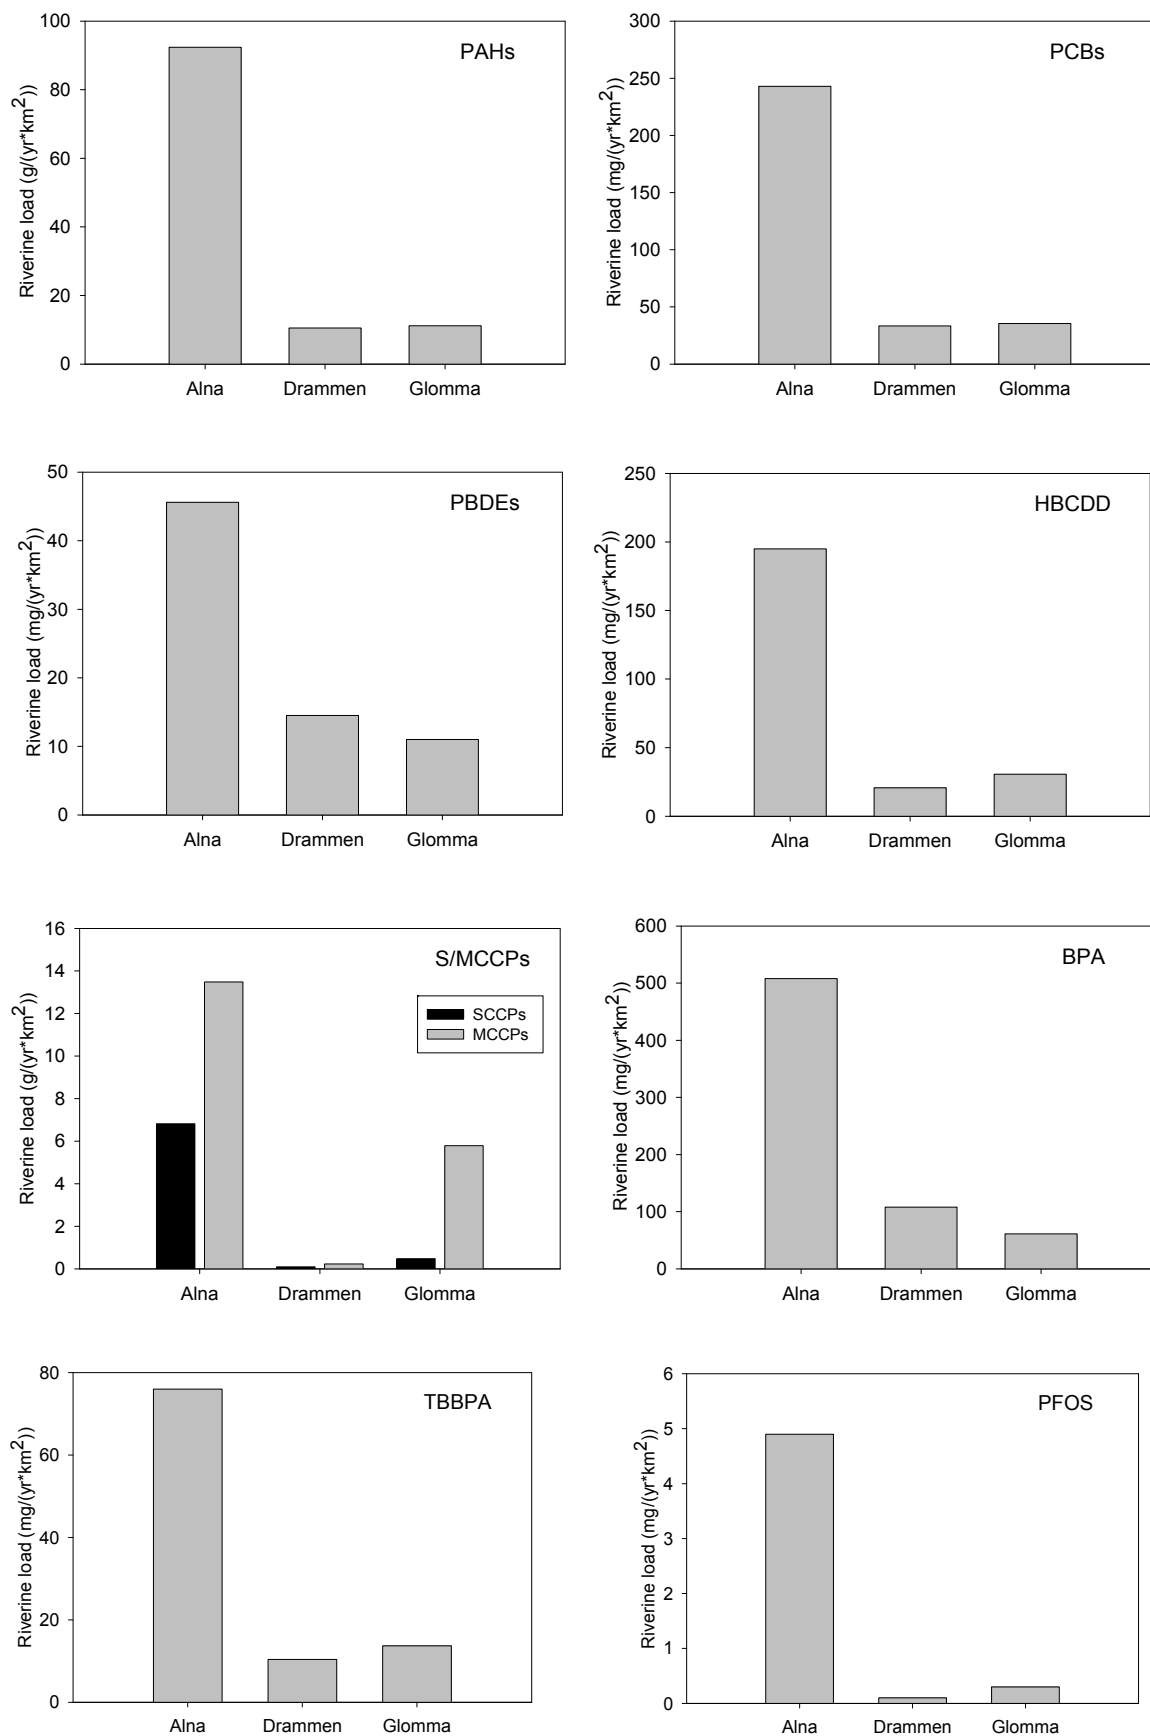 PAHs
Riverine load (g/(yr*km2))
100
80
60
40
20
0
Alna Drammen Glomma
PCBs
Riverine load (mg/(yr*km2))
300
250
200
150
100
50
0
Alna Drammen Glomma
PBDEs
Riverine load (mg/(yr*km2))
50
40
30
20
10
0
Alna Drammen Glomma
HBCDD
Riverine load (mg/(yr*km2))
250
200
150
100
50
0
Alna Drammen Glomma
S/MCCPs
SCCPs
MCCPs
Riverine load (g/(yr*km2))
16
14
12
10
8
6
4
2
0
Alna Drammen Glomma
BPA
Riverine load (mg/(yr*km2))
600
500
400
300
200
100
0
Alna Drammen Glomma
TBBPA
Riverine load (mg/(yr*km2))
80
60
40
20
0
Alna Drammen Glomma
PFOS
Riverine load (mg/(yr*km2))
6
5
4
3
2
1
0
Alna Drammen Glomma